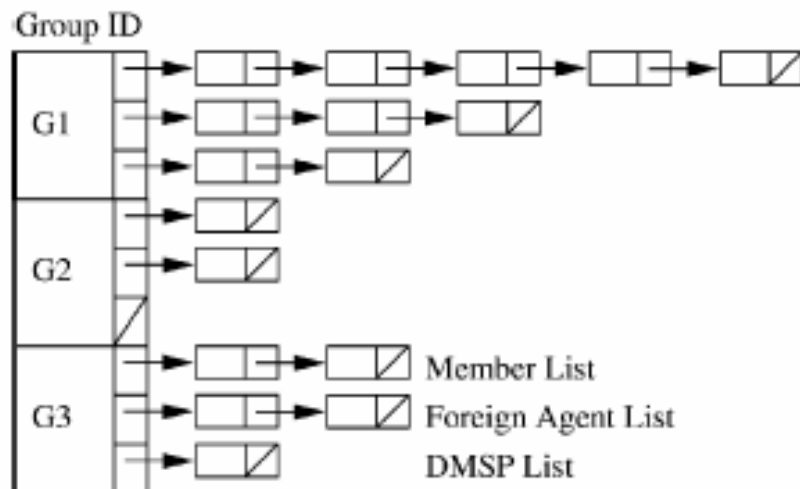 Group ID
G1
G2
G3
Member List
Foreign Agent List
DMSP List